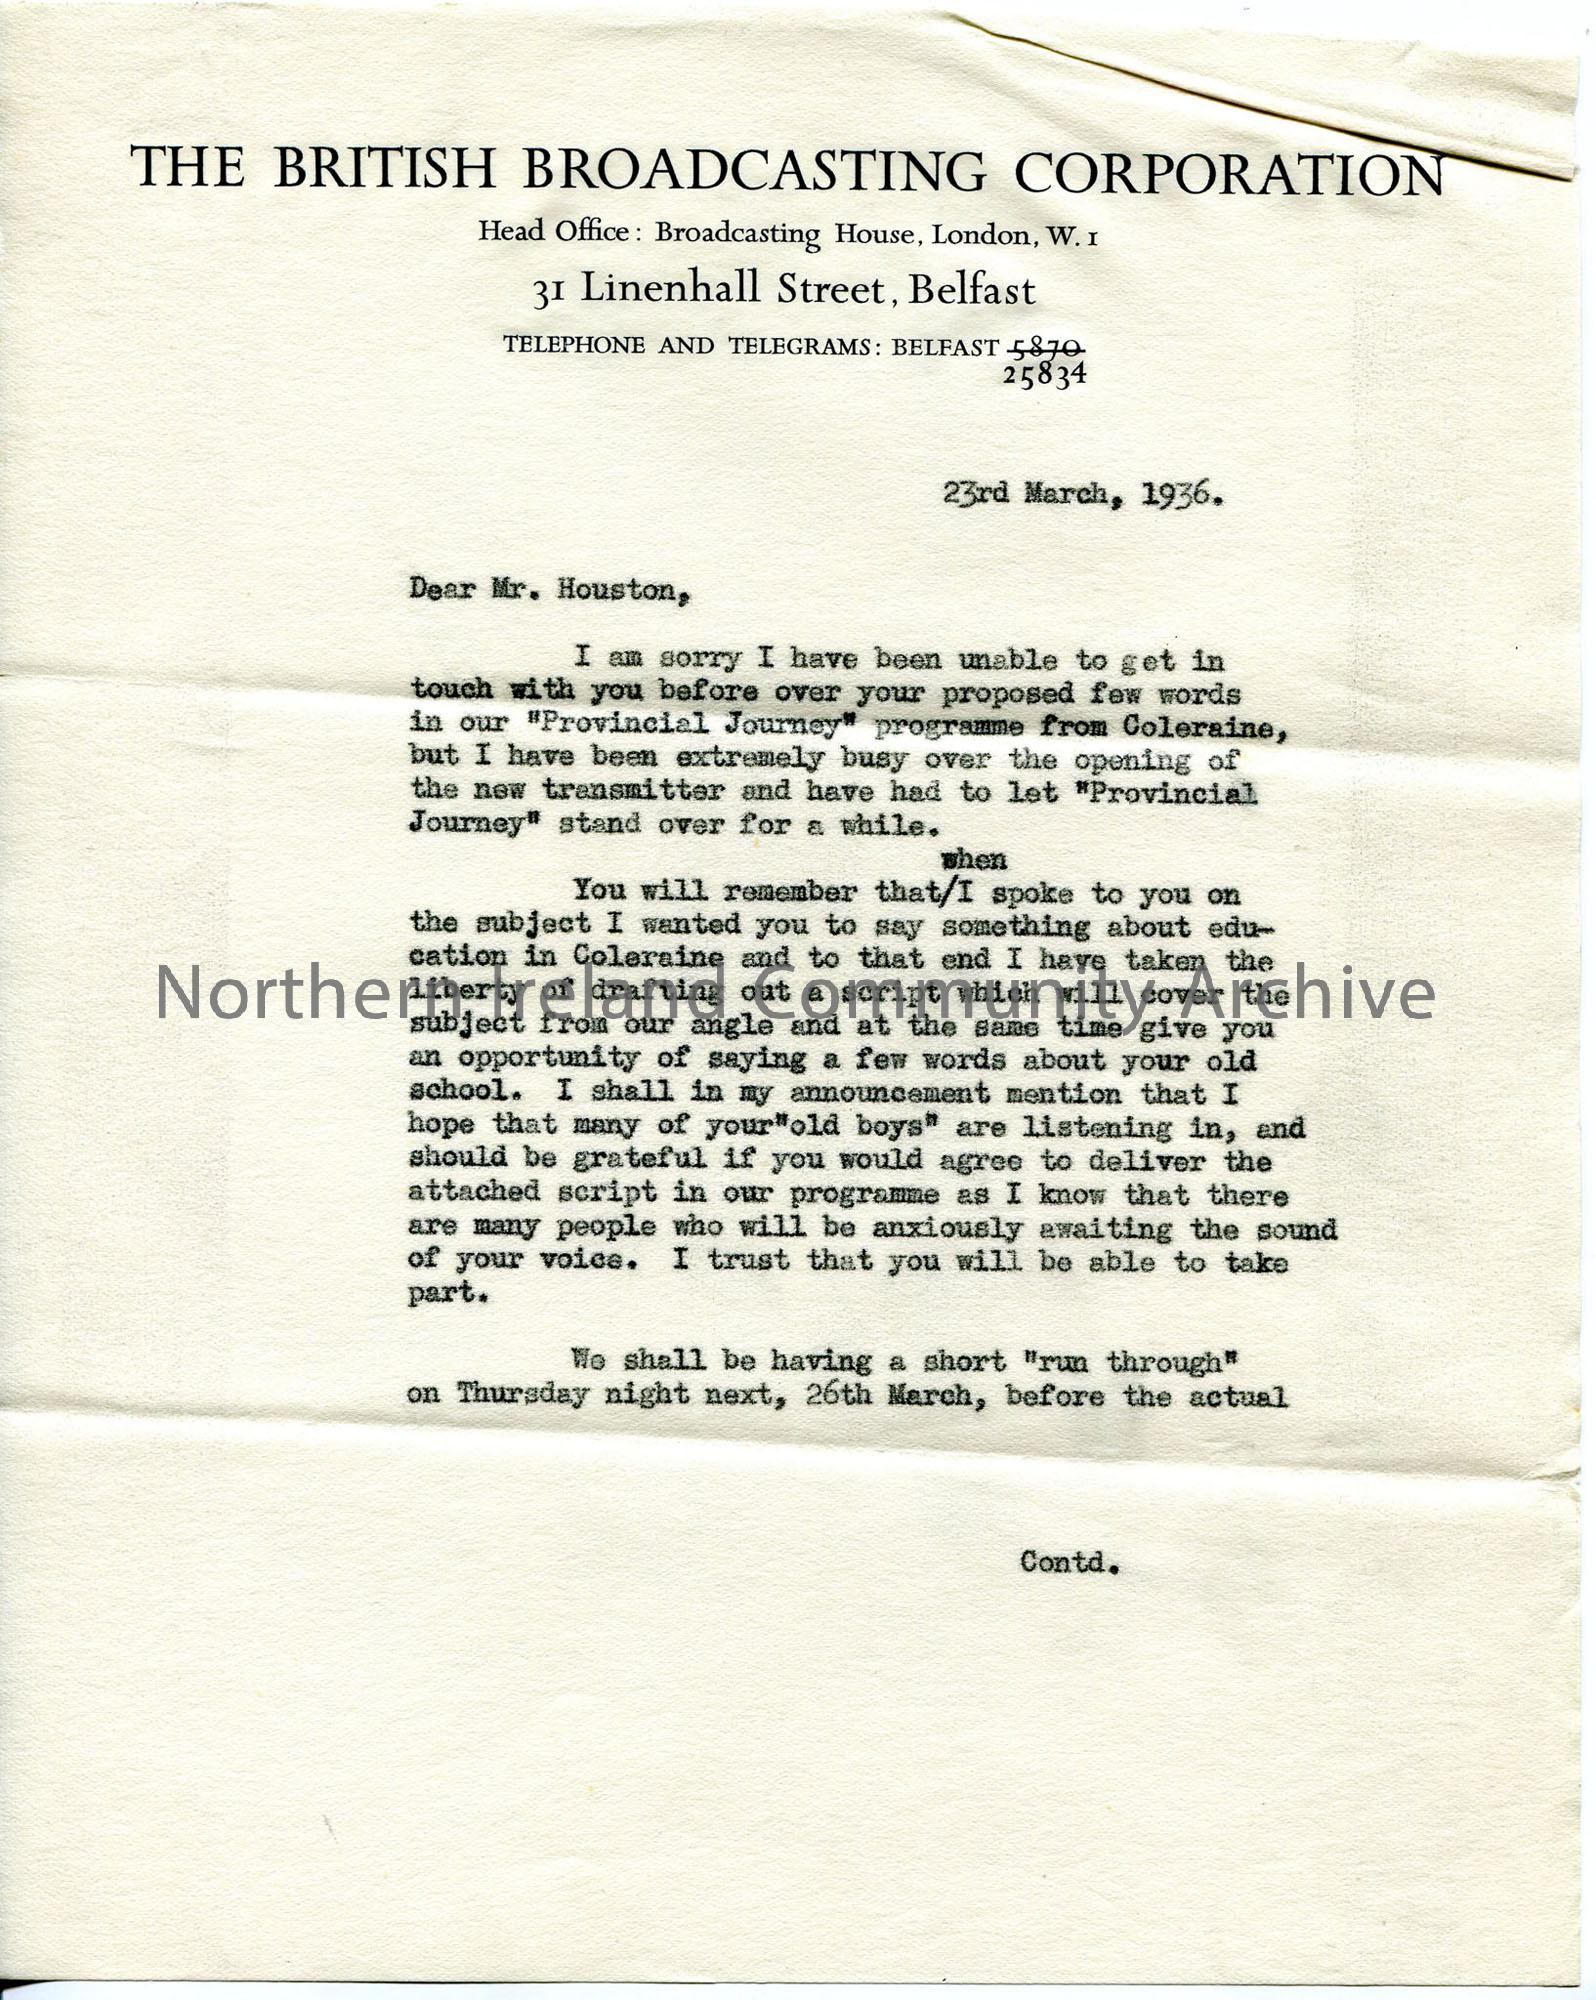 THE BRITISH BROADCASTING CORPORATION
Head Office: Broadcasting House, London, W. 1
31 Linenhall Street, Belfast
TELEPHONE AND TELEGRAMS: BELFAST 5870
25834
23rd March, 1936.
Dear Mr. Houston,
I am sorry I have been unable to get in
touch with you before over your proposed few words
in our "Provincial Journey" programme from Coleraine,
but I have been extremely busy over the opening of
the new transmitter and have had to let "Provincial
Journey" stand over for a while.
when
You will remember that/I spoke to you on
the subject I wanted you to say something about edu-
cation in Coleraine and to that end I have taken the
liberty of drafting out a script which will cover the
Northern Ireland Community Archive
subject from our angle and at the same time give you
an opportunity of saying a few words about your old
school. I shall in my announcement mention that I
hope that many of your"old boys" are listening in, and
should be grateful if you would agree to deliver the
attached script in our programme as I know that there
are many people who will be anxiously awaiting the sound
of your voice. I trust that you will be able to take
part.
We shall be having a short "run through"
on Thursday night next, 26th March, before the actual
Contd.